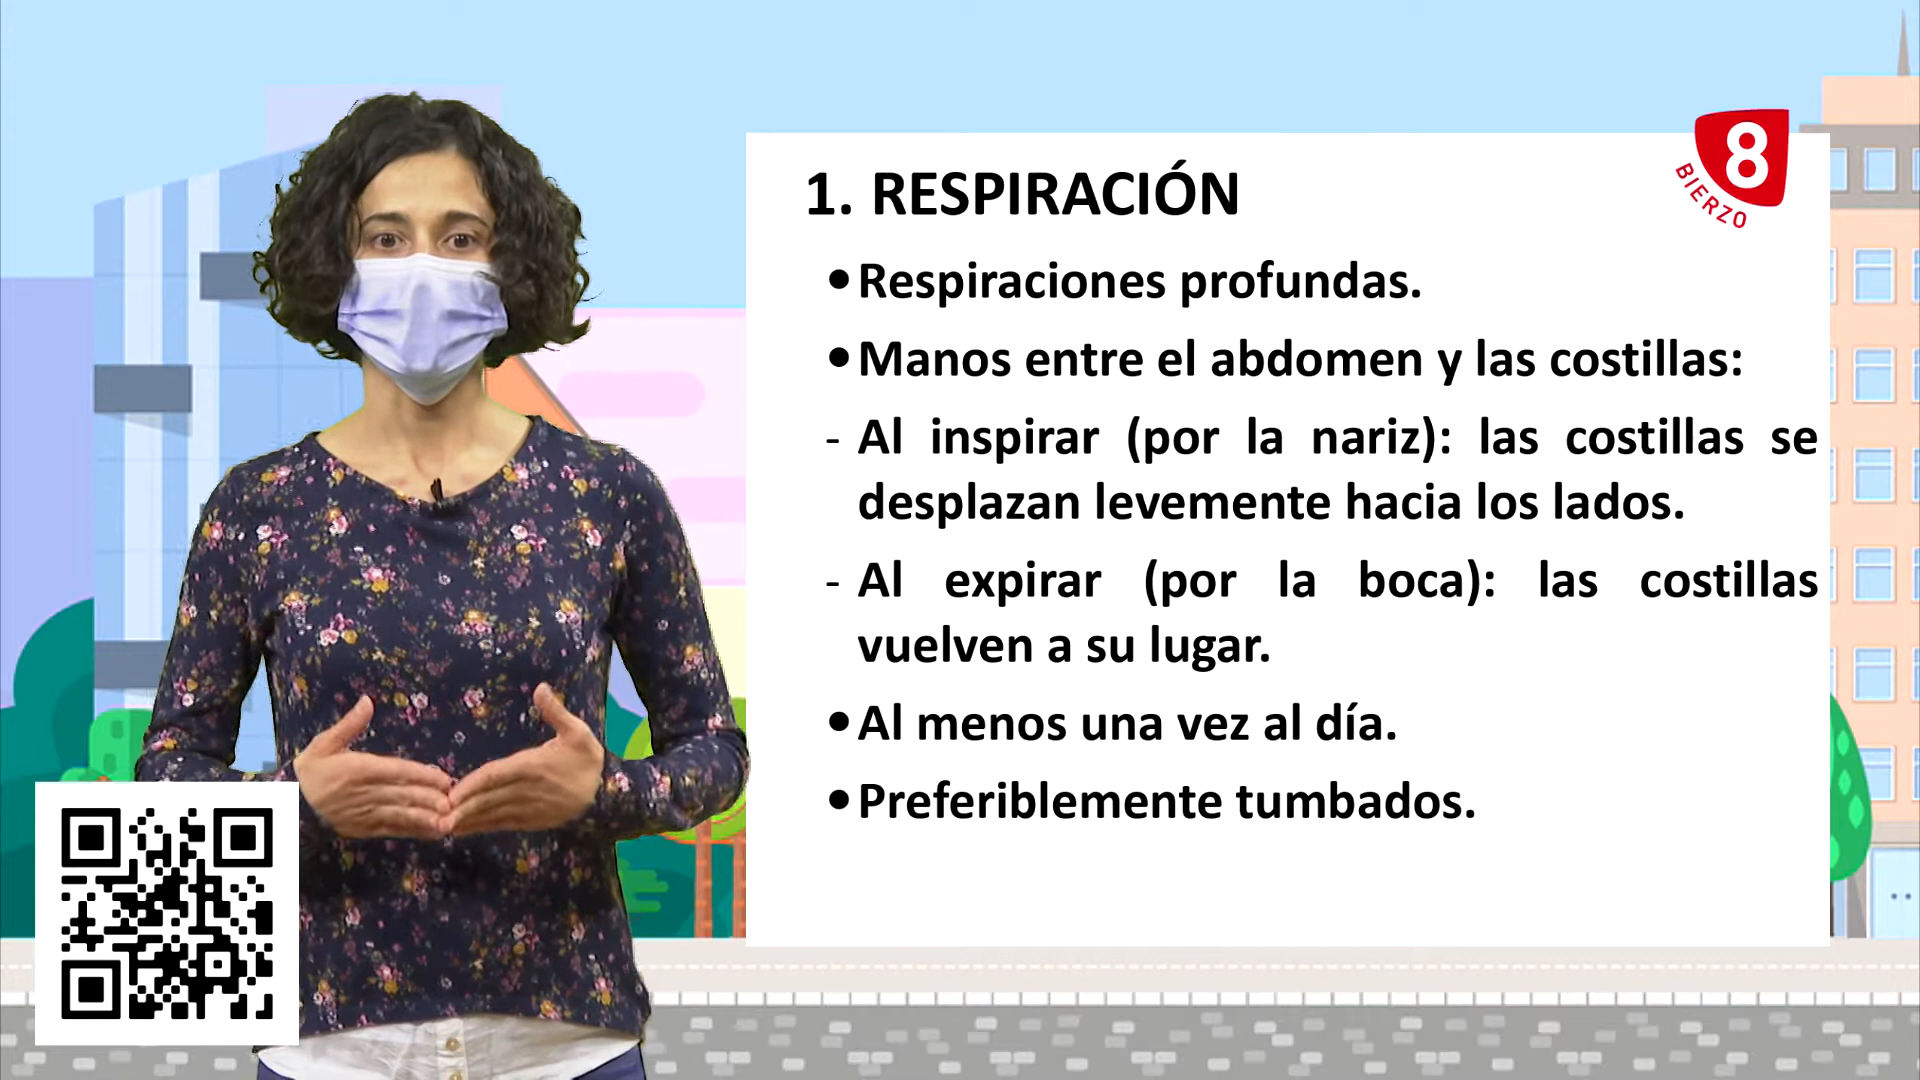 8
BIERZO
1. RESPIRACIÓN
•Respiraciones profundas.
•Manos entre el abdomen y las costillas:
- Al inspirar (por la nariz): las costillas se
desplazan levemente hacia los lados.
- Al expirar (por la boca): las costillas
vuelven a su lugar.
•Al menos una vez al día.
•Preferiblemente tumbados.